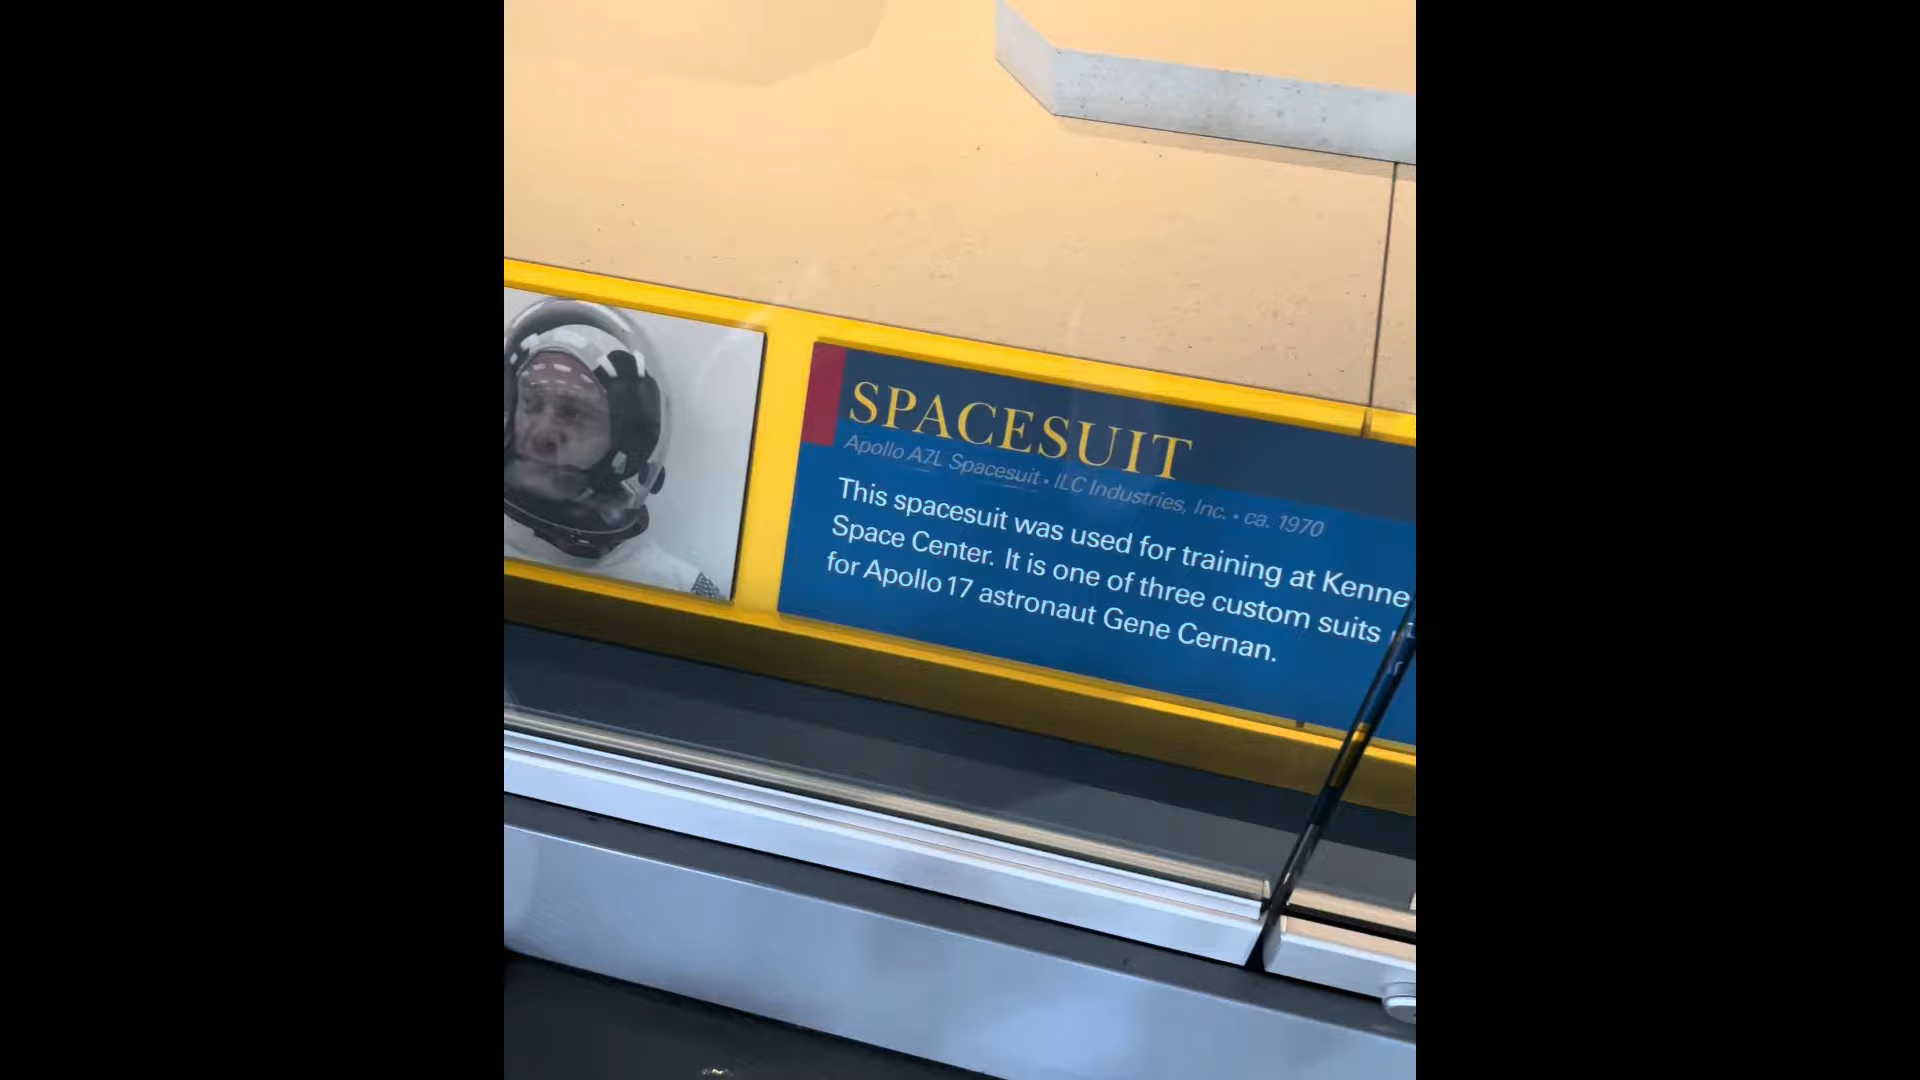 SPACESUIT
Apollo A7L Spacesuit • ILC Industries, Inc. • ca. 1970
This spacesuit was used for training at Kenne
Space Center. It is one of three custom suits
for Apollo 17 astronaut Gene Cernan.